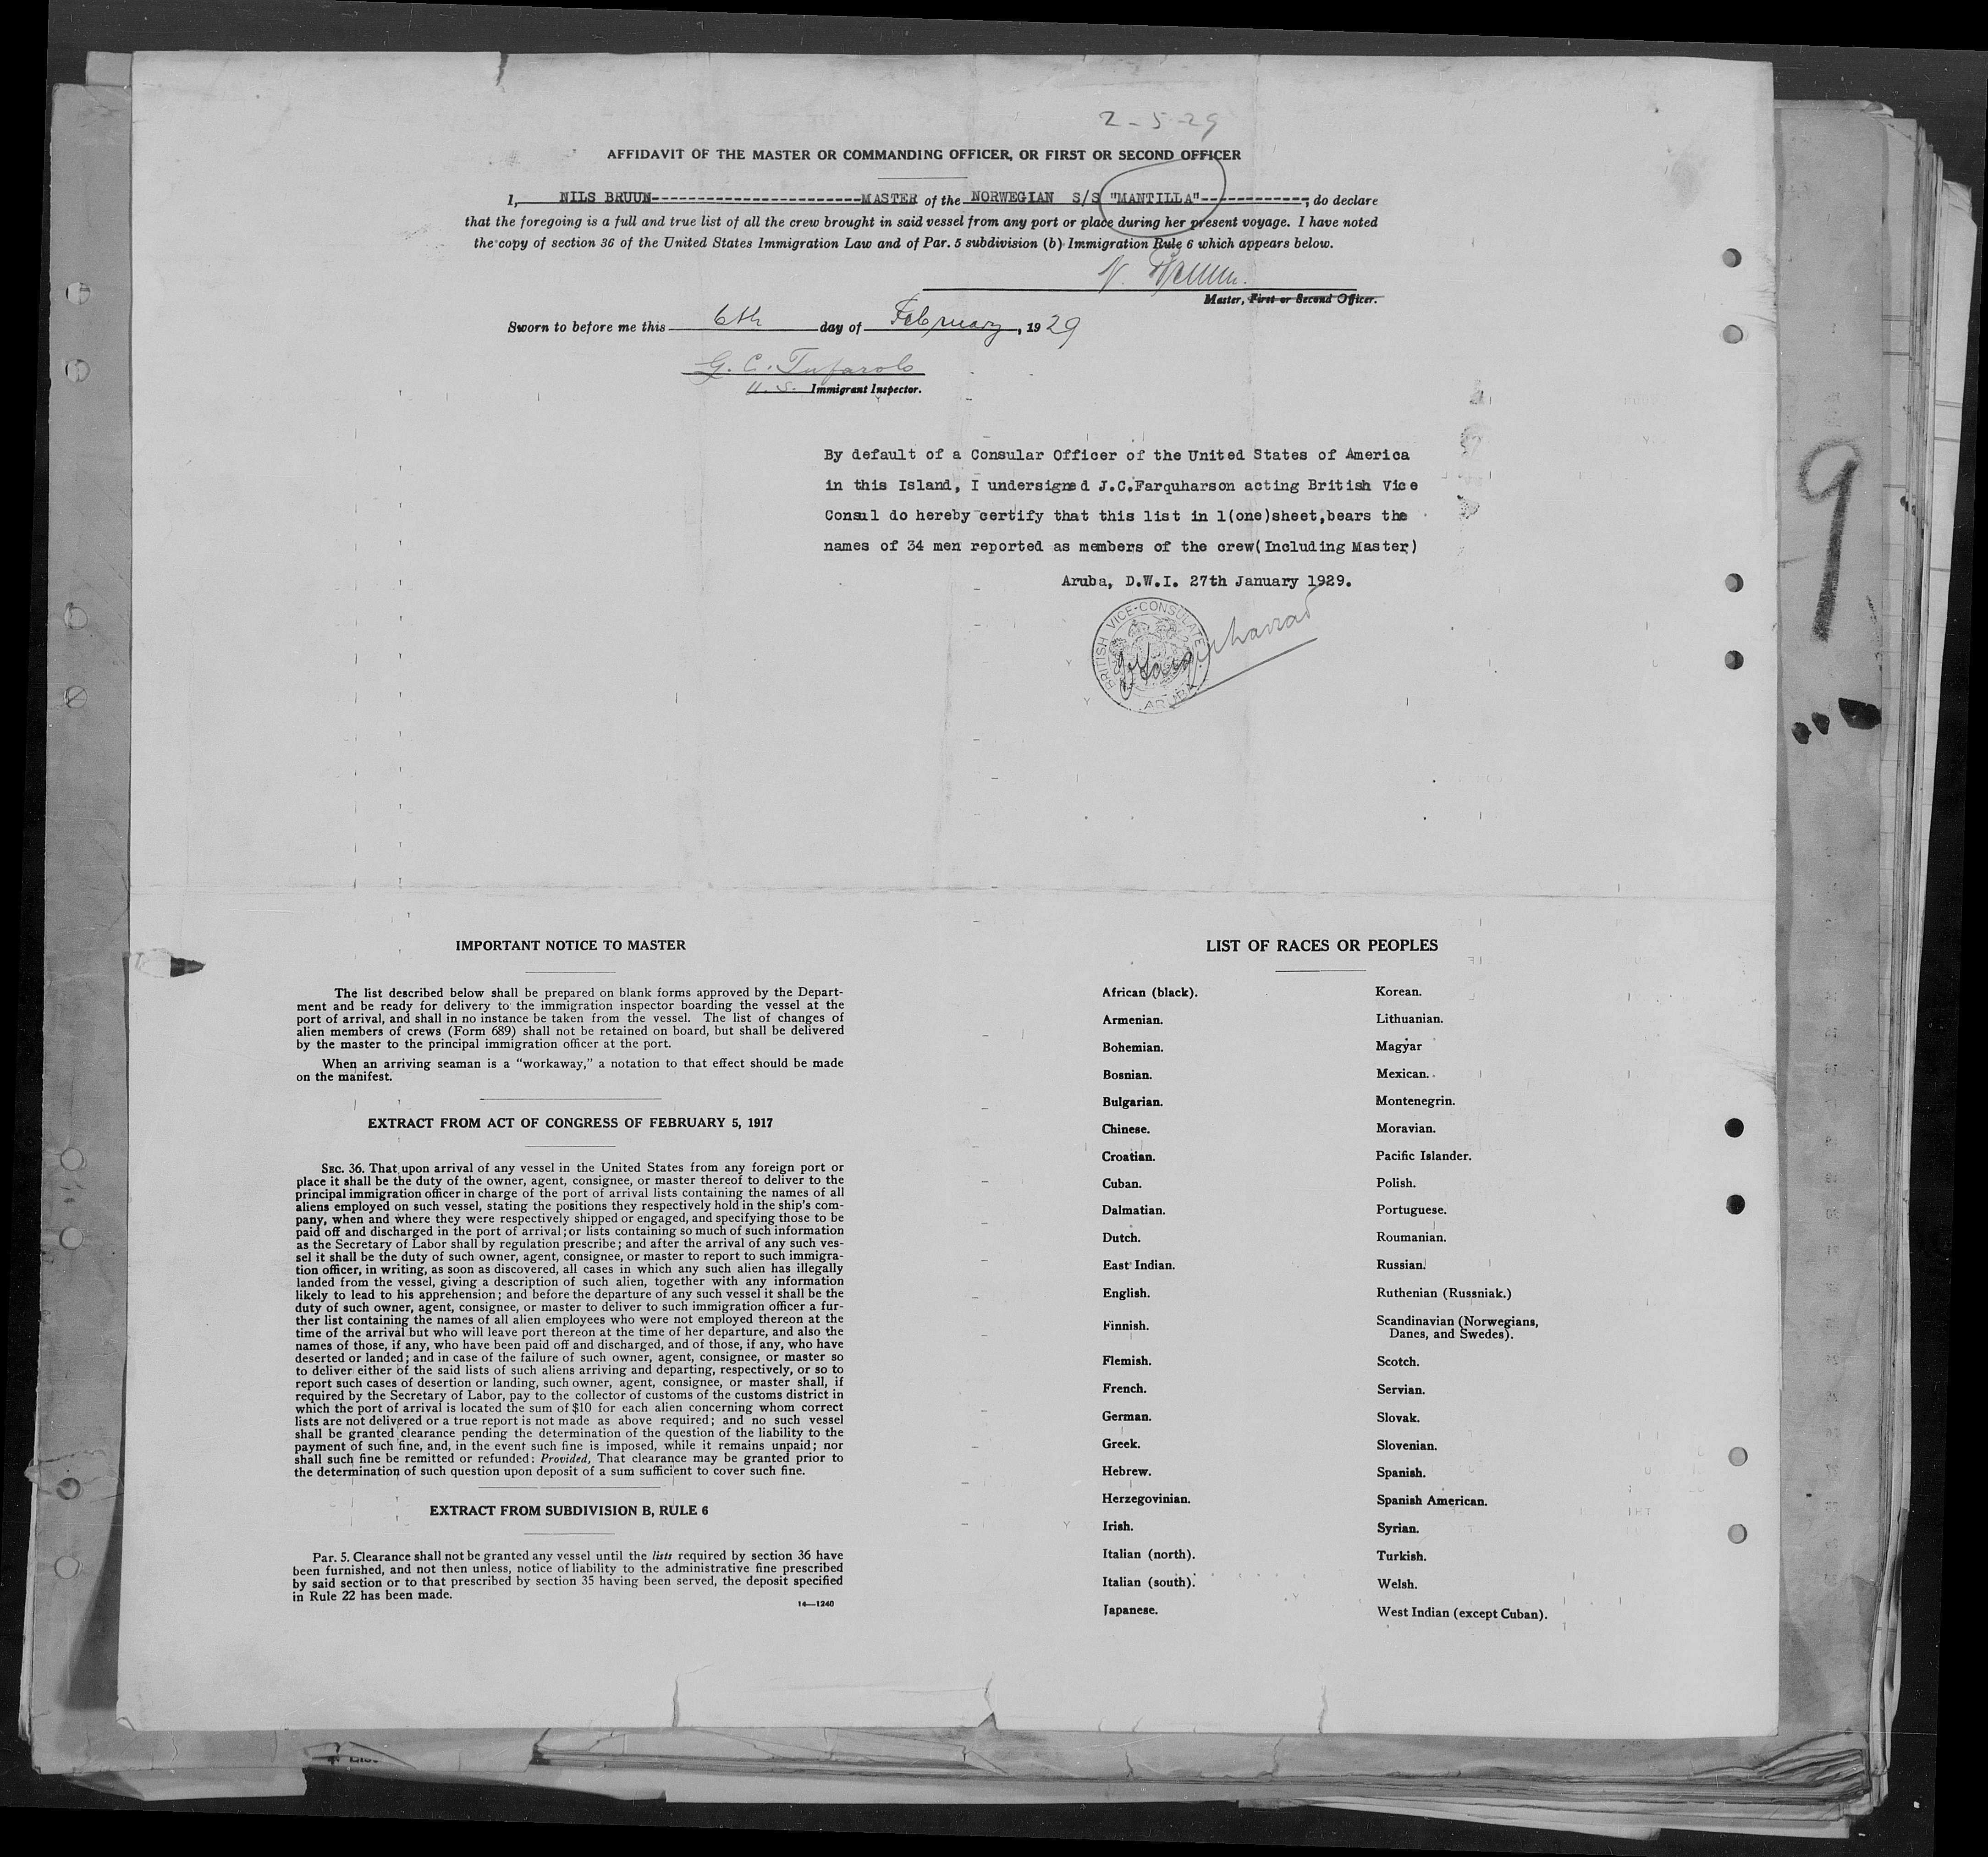 2-5-29
AFFIDAVIT OF THE MASTER OR COMMANDING OFFICER, OR FIRST OR SECOND OFFICER
I, NILS BRUUN-----------------------MASTER of the NORWEGIAN S/S "MANTILLA"------------, do declare
that the foregoing is a full and true list of all the crew brought in said vessel from any port or place during her present voyage. I have noted
the copy of section 36 of the United States Immigration Law and of Par. 5 subdivision (b) Immigration Rule 6 which appears below.
N. Bruun.
Master, First or Second Officer.
Sworn to before me this 6th day of February, 1929
G. C. Tufarolo
U.S. Immigrant Inspector.
By default of a Consular Officer of the United States of America
in this Island, I undersigned J.C.Farquharson acting British Vice
Consul do hereby certify that this list in 1(one)sheet,bears the
names of 34 men reported as members of the crew(Including Master)
Aruba, D.W.I. 27th January 1929.
BRITISH VICE-CONSULATE
ARUBA
JCFarquharson
9
IMPORTANT NOTICE TO MASTER
The list described below shall be prepared on blank forms approved by the Depart-
ment and be ready for delivery to the immigration inspector boarding the vessel at the
port of arrival, and shall in no instance be taken from the vessel. The list of changes of
alien members of crews (Form 689) shall not be retained on board, but shall be delivered
by the master to the principal immigration officer at the port.
When an arriving seaman is a "workaway," a notation to that effect should be made
on the manifest.
EXTRACT FROM ACT OF CONGRESS OF FEBRUARY 5, 1917
SEC. 36. That upon arrival of any vessel in the United States from any foreign port or
place it shall be the duty of the owner, agent, consignee, or master thereof to deliver to the
principal immigration officer in charge of the port of arrival lists containing the names of all
aliens employed on such vessel, stating the positions they respectively hold in the ship's com-
pany, when and where they were respectively shipped or engaged, and specifying those to be
paid off and discharged in the port of arrival; or lists containing so much of such information
as the Secretary of Labor shall by regulation prescribe; and after the arrival of any such ves-
sel it shall be the duty of such owner, agent, consignee, or master to report to such immigra-
tion officer, in writing, as soon as discovered, all cases in which any such alien has illegally
landed from the vessel, giving a description of such alien, together with any information
likely to lead to his apprehension; and before the departure of any such vessel it shall be the
duty of such owner, agent, consignee, or master to deliver to such immigration officer a fur-
ther list containing the names of all alien employees who were not employed thereon at the
time of the arrival but who will leave port thereon at the time of her departure, and also the
names of those, if any, who have been paid off and discharged, and of those, if any, who have
deserted or landed; and in case of the failure of such owner, agent, consignee, or master so
to deliver either of the said lists of such aliens arriving and departing, respectively, or so to
report such cases of desertion or landing, such owner, agent, consignee, or master shall, if
required by the Secretary of Labor, pay to the collector of customs of the customs district in
which the port of arrival is located the sum of $10 for each alien concerning whom correct
lists are not delivered or a true report is not made as above required; and no such vessel
shall be granted clearance pending the determination of the question of the liability to the
payment of such fine, and, in the event such fine is imposed, while it remains unpaid; nor
shall such fine be remitted or refunded: Provided, That clearance may be granted prior to
the determination of such question upon deposit of a sum sufficient to cover such fine.
EXTRACT FROM SUBDIVISION B, RULE 6
Par. 5. Clearance shall not be granted any vessel until the lists required by section 36 have
been furnished, and not then unless, notice of liability to the administrative fine prescribed
by said section or to that prescribed by section 35 having been served, the deposit specified
in Rule 22 has been made.
14—1240
LIST OF RACES OR PEOPLES
African (black).
Armenian.
Bohemian.
Bosnian.
Bulgarian.
Chinese.
Croatian.
Cuban.
Dalmatian.
Dutch.
East Indian.
English.
Finnish.
Flemish.
French.
German.
Greek.
Hebrew.
Herzegovinian.
Irish.
Italian (north).
Italian (south).
Japanese.
Korean.
Lithuanian.
Magyar
Mexican.
Montenegrin.
Moravian.
Pacific Islander.
Polish.
Portuguese.
Roumanian.
Russian.
Ruthenian (Russniak.)
Scandinavian (Norwegians,
Danes, and Swedes).
Scotch.
Servian.
Slovak.
Slovenian.
Spanish.
Spanish American.
Syrian.
Turkish.
Welsh.
West Indian (except Cuban).